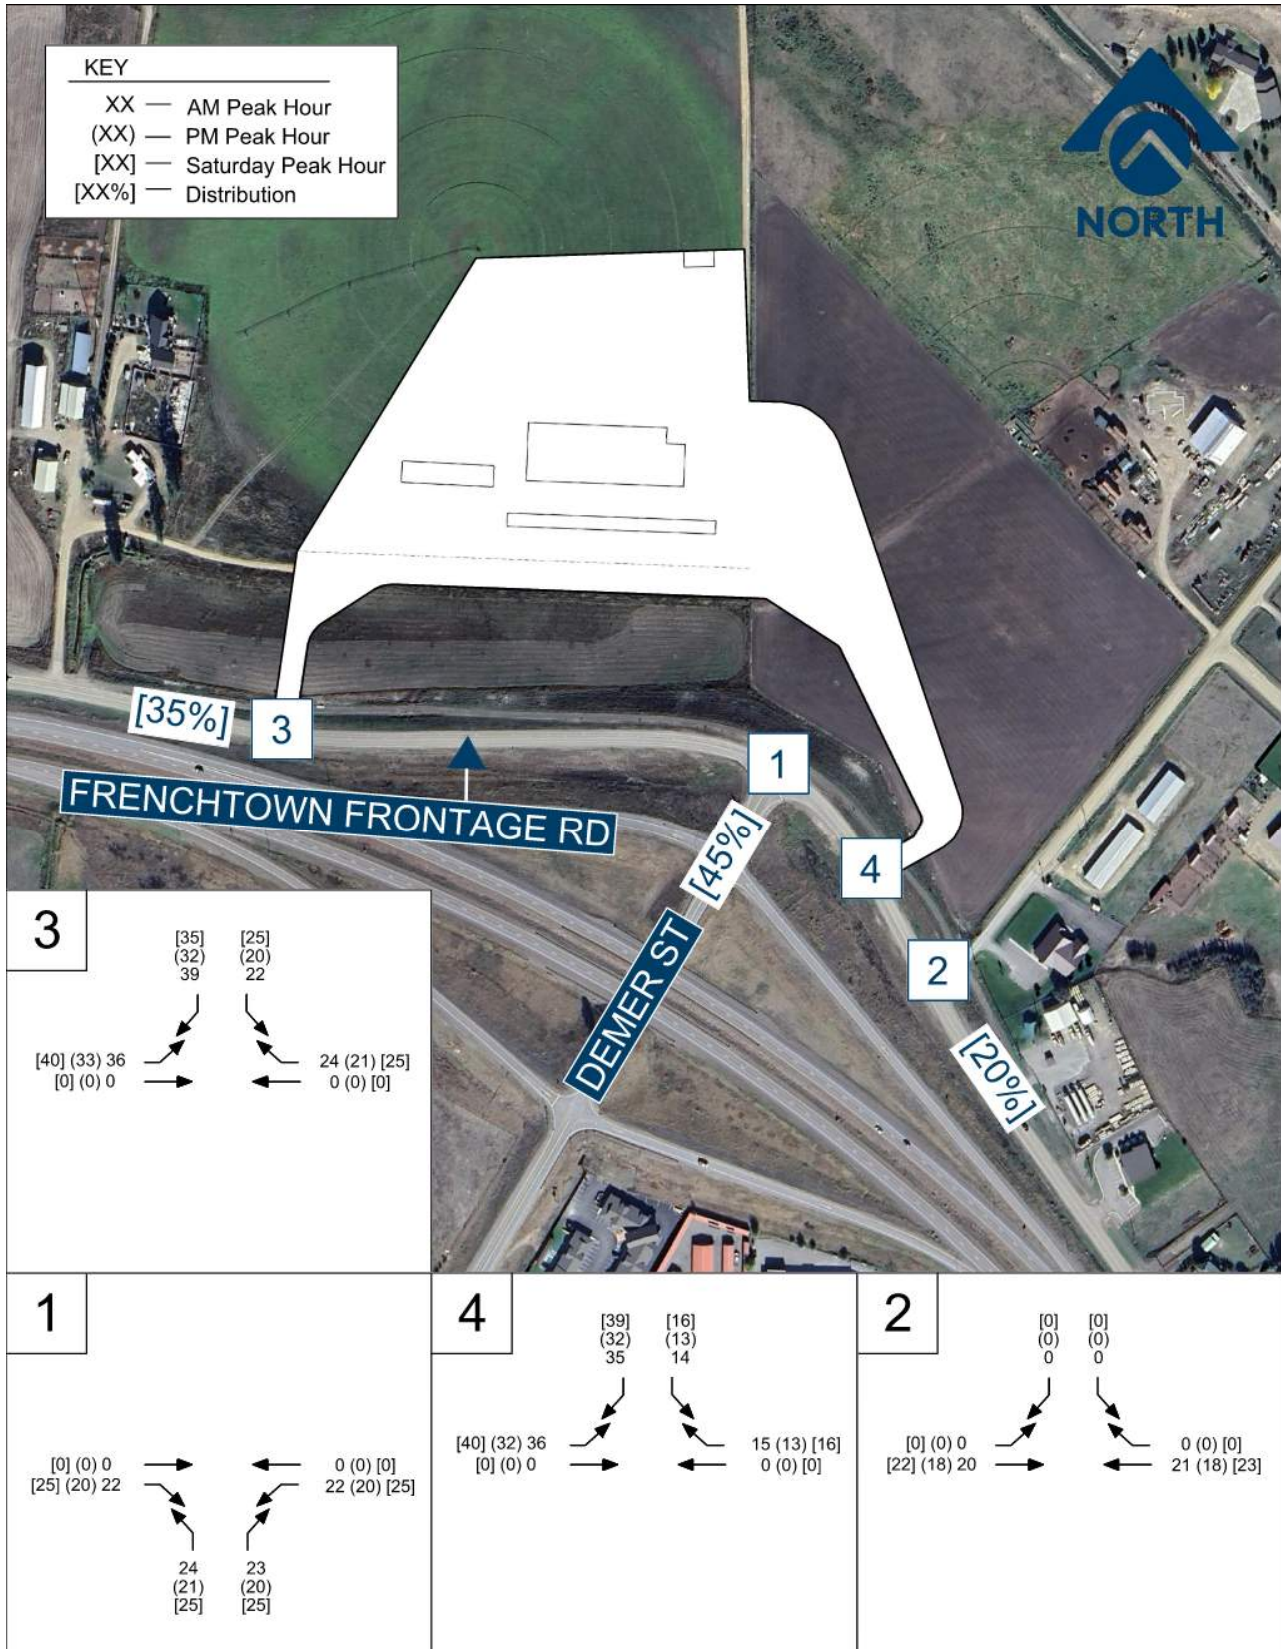 KEY
XX — AM Peak Hour
(XX) — PM Peak Hour
[XX] — Saturday Peak Hour
[XX%] — Distribution
NORTH
[35%]
3
1
FRENCHTOWN FRONTAGE RD
[45%]
4
DEMER ST
2
[20%]
3
[35] [25]
(32) (20)
39 22
[40] (33) 36 24 (21) [25]
[0] (0) 0 0 (0) [0]
1
[0] (0) 0 0 (0) [0]
[25] (20) 22 22 (20) [25]
24 23
(21) (20)
[25] [25]
4
[39] [16]
(32) (13)
35 14
[40] (32) 36 15 (13) [16]
[0] (0) 0 0 (0) [0]
2
[0] [0]
(0) (0)
0 0
[0] (0) 0 0 (0) [0]
[22] (18) 20 21 (18) [23]